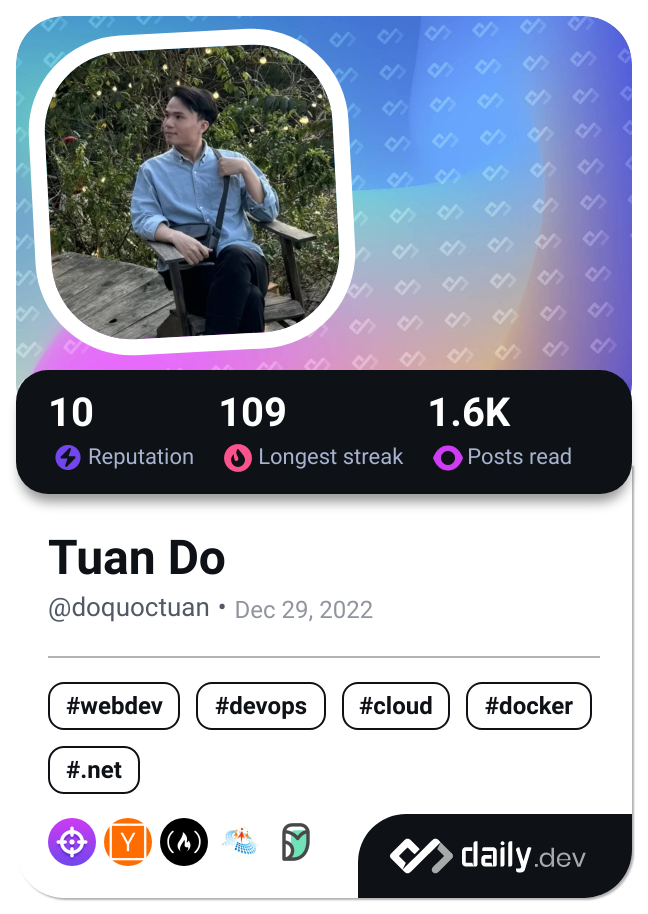 10 109 1.6K
Reputation Longest streak Posts read
Tuan Do
@doquoctuan • Dec 29, 2022
#webdev #devops #cloud #docker
#.net
Y
daily.dev